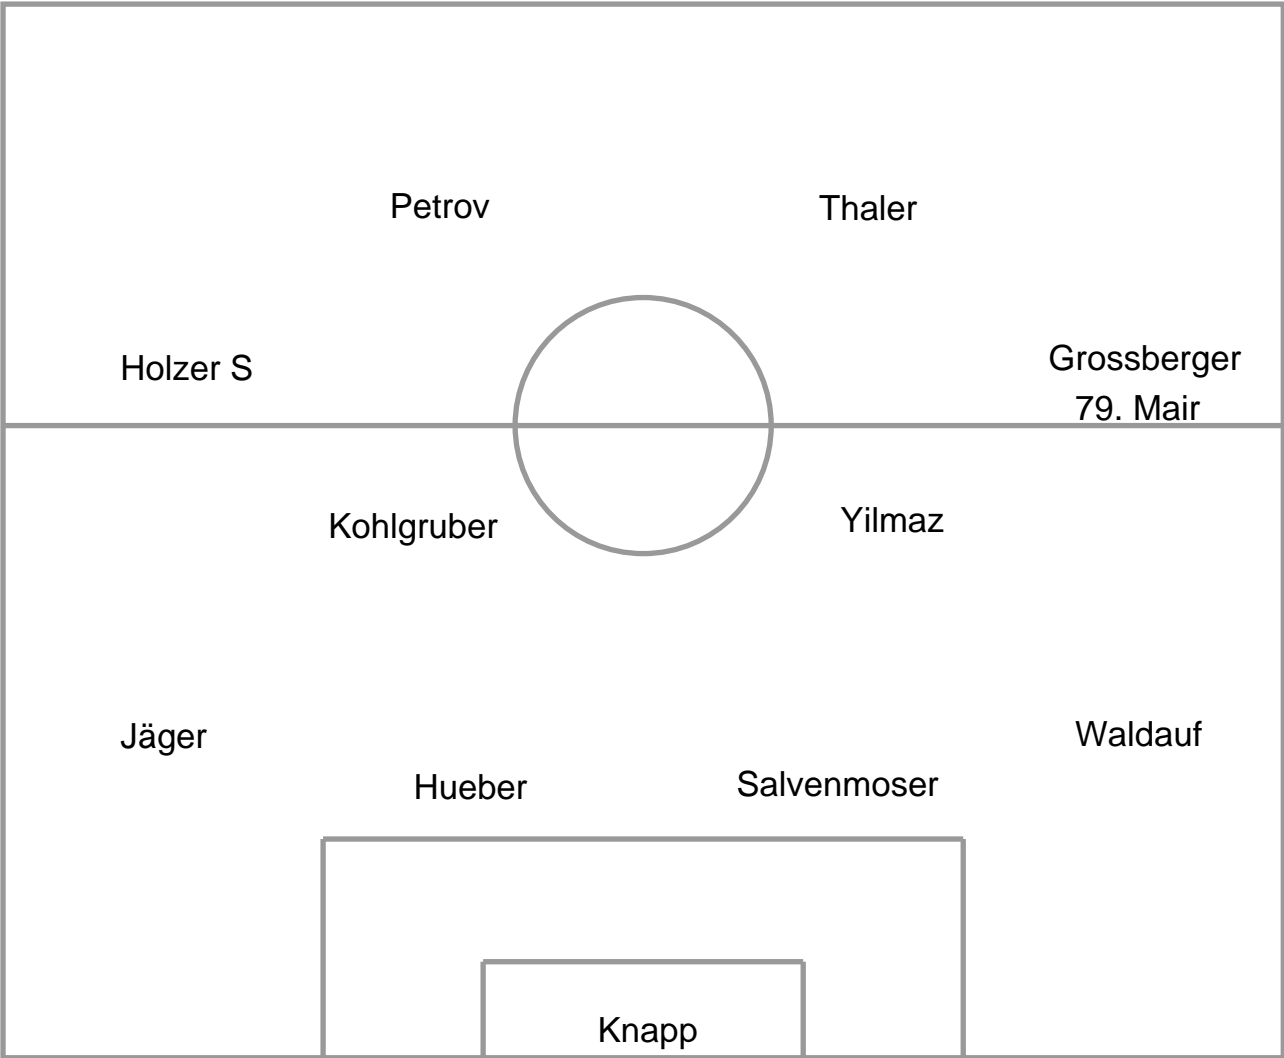 Petrov
Thaler
Holzer S
Grossberger
79. Mair
Kohlgruber
Yilmaz
Jäger
Waldauf
Hueber
Salvenmoser
Knapp